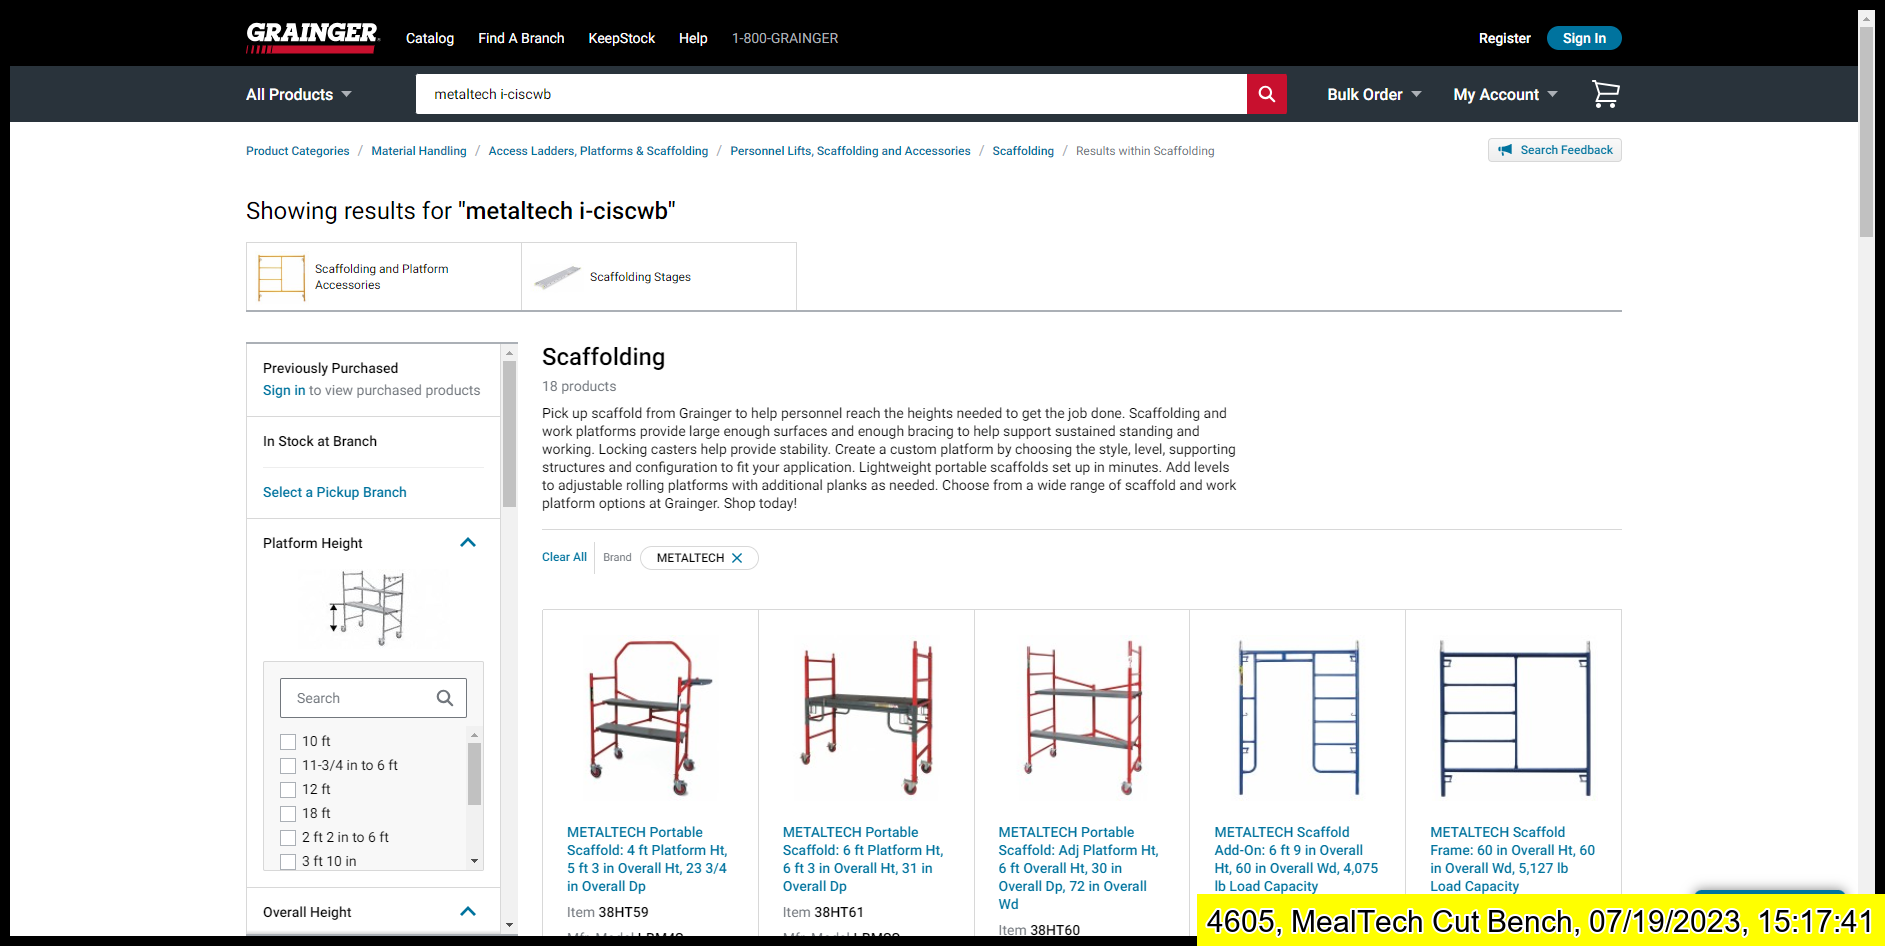 GRAINGER
Catalog
Find A Branch
KeepStock
Help
1-800-GRAINGER
Register
Sign In
All Products
metaltech i-ciscwb
Bulk Order
My Account
Product Categories / Material Handling / Access Ladders, Platforms & Scaffolding / Personnel Lifts, Scaffolding and Accessories / Scaffolding / Results within Scaffolding
Search Feedback
Showing results for "metaltech i-ciscwb"
Scaffolding and Platform
Accessories
Scaffolding Stages
Previously Purchased
Sign in to view purchased products
In Stock at Branch
Select a Pickup Branch
Platform Height
Search
10 ft
11-3/4 in to 6 ft
12 ft
18 ft
2 ft 2 in to 6 ft
3 ft 10 in
Overall Height
Scaffolding
18 products
Pick up scaffold from Grainger to help personnel reach the heights needed to get the job done. Scaffolding and
work platforms provide large enough surfaces and enough bracing to help support sustained standing and
working. Locking casters help provide stability. Create a custom platform by choosing the style, level, supporting
structures and configuration to fit your application. Lightweight portable scaffolds set up in minutes. Add levels
to adjustable rolling platforms with additional planks as needed. Choose from a wide range of scaffold and work
platform options at Grainger. Shop today!
Clear All
Brand
METALTECH
METALTECH Portable
Scaffold: 4 ft Platform Ht,
5 ft 3 in Overall Ht, 23 3/4
in Overall Dp
Item 38HT59
METALTECH Portable
Scaffold: 6 ft Platform Ht,
6 ft 3 in Overall Ht, 31 in
Overall Dp
Item 38HT61
METALTECH Portable
Scaffold: Adj Platform Ht,
6 ft Overall Ht, 30 in
Overall Dp, 72 in Overall
Wd
Item 38HT60
METALTECH Scaffold
Add-On: 6 ft 9 in Overall
Ht, 60 in Overall Wd, 4,075
lb Load Capacity
METALTECH Scaffold
Frame: 60 in Overall Ht, 60
in Overall Wd, 5,127 lb
Load Capacity
4605, MealTech Cut Bench, 07/19/2023, 15:17:41